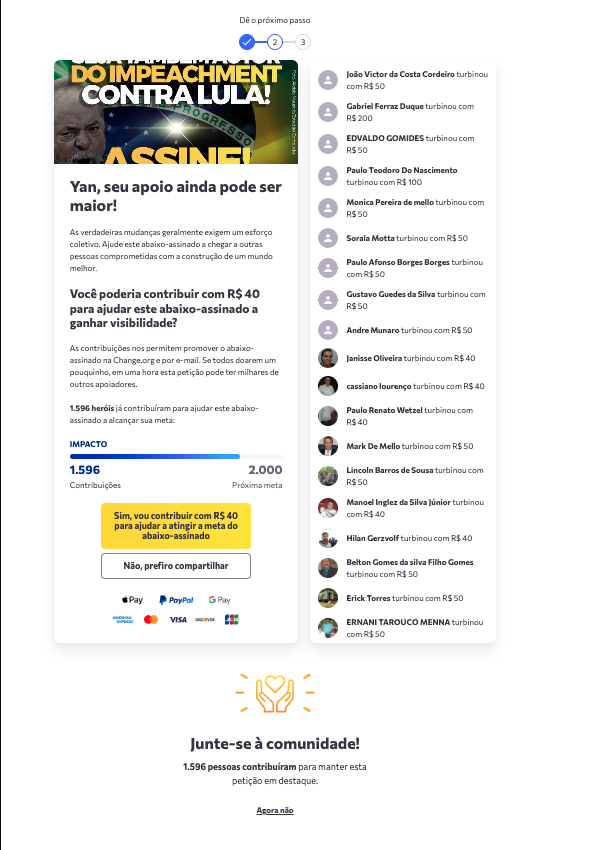 Dê o próximo passo
2
3
SEJA TAMBÉM AUTOR
DO IMPEACHMENT
CONTRA LULA!
PROGRESSO
ASSINE!
Yan, seu apoio ainda pode ser
maior!
As verdadeiras mudanças geralmente exigem um esforço
coletivo. Ajude este abaixo-assinado a chegar a outras
pessoas comprometidas com a construção de um mundo
melhor.
Você poderia contribuir com R$ 40
para ajudar este abaixo-assinado a
ganhar visibilidade?
As contribuições nos permitem promover o abaixo-
assinado na Change.org e por e-mail. Se todos doarem um
pouquinho, em uma hora esta petição pode ter milhares de
outros apoiadores.
1.596 heróis já contribuíram para ajudar este abaixo-
assinado a alcançar sua meta:
IMPACTO
1.596 2.000
Contribuições Próxima meta
Sim, vou contribuir com R$ 40
para ajudar a atingir a meta do
abaixo-assinado
Não, prefiro compartilhar
Pay PayPal G Pay
AMERICAN EXPRESS VISA DISCOVER JCB
João Victor da Costa Cordeiro turbinou
com R$ 50
Gabriel Ferraz Duque turbinou com
R$ 200
EDVALDO GOMIDES turbinou com
R$ 50
Paulo Teodoro Do Nascimento
turbinou com R$ 100
Monica Pereira de mello turbinou com
R$ 50
Soraia Motta turbinou com R$ 50
Paulo Afonso Borges Borges turbinou
com R$ 50
Gustavo Guedes da Silva turbinou com
R$ 50
Andre Munaro turbinou com R$ 50
Janisse Oliveira turbinou com R$ 40
cassiano lourenço turbinou com R$ 40
Paulo Renato Wetzel turbinou com
R$ 40
Mark De Mello turbinou com R$ 50
Lincoln Barros de Sousa turbinou com
R$ 50
Manoel Inglez da Silva Júnior turbinou
com R$ 40
Hilan Gerzvolf turbinou com R$ 40
Belton Gomes da silva Filho Gomes
turbinou com R$ 50
Erick Torres turbinou com R$ 50
ERNANI TAROUCO MENNA turbinou
com R$ 50
Junte-se à comunidade!
1.596 pessoas contribuíram para manter esta
petição em destaque.
Agora não